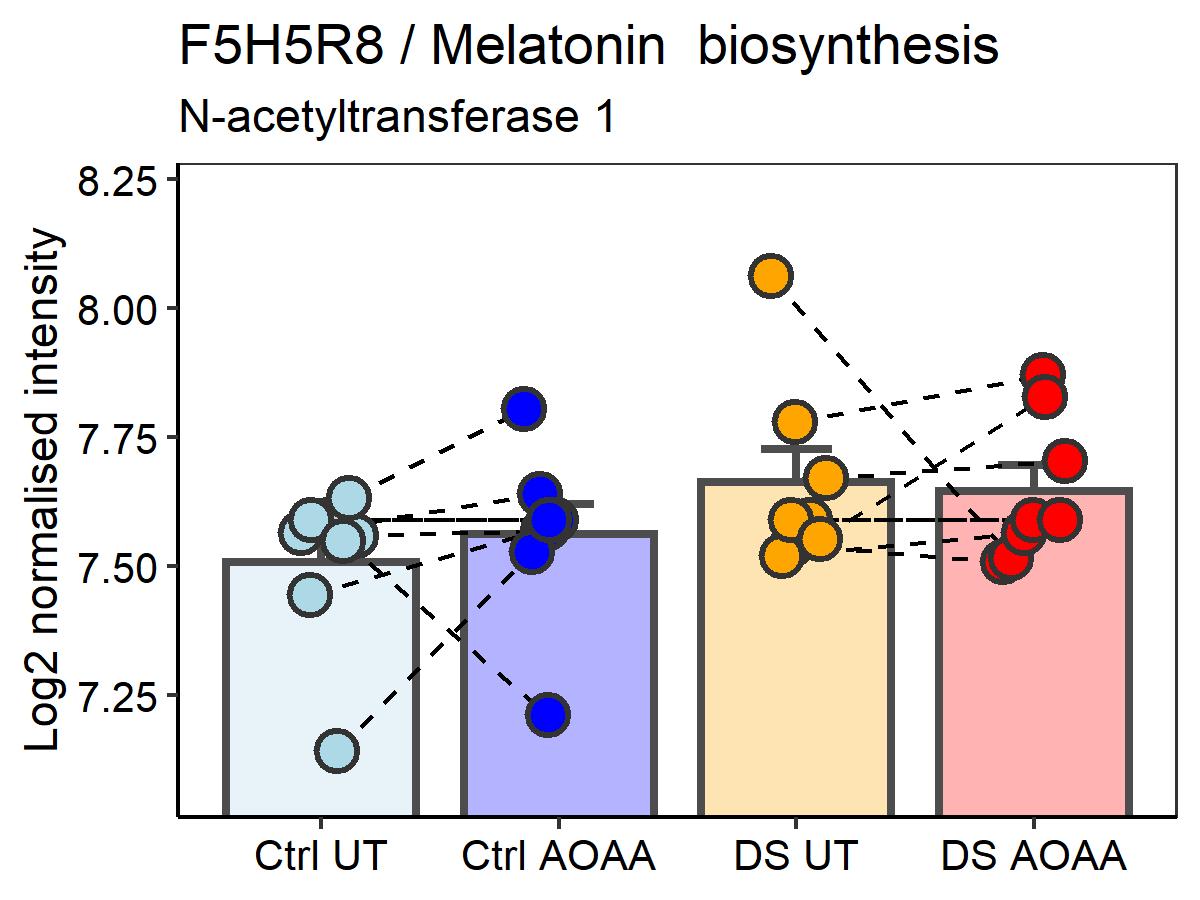 F5H5R8 / Melatonin  biosynthesis
N-acetyltransferase 1
Log2 normalised intensity
8.25
8.00
7.75
7.50
7.25
Ctrl UT
Ctrl AOAA
DS UT
DS AOAA